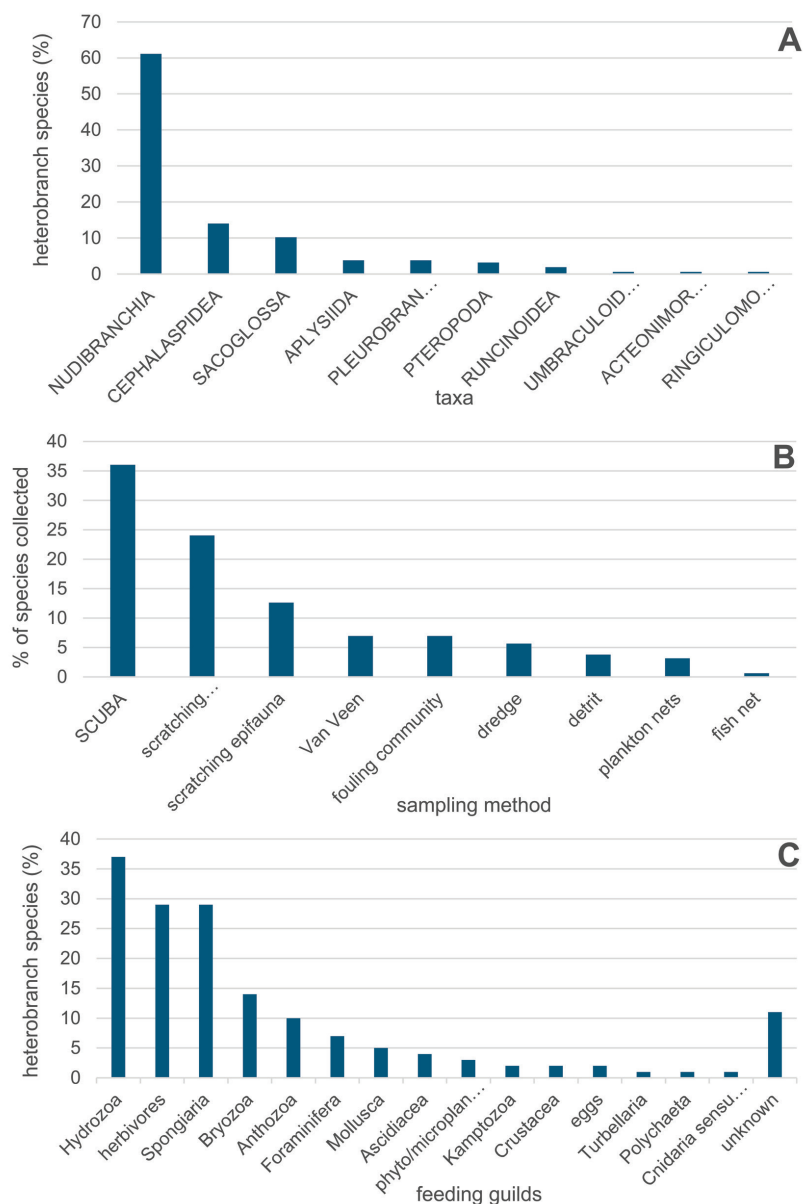 A
heterobranch species (%)
70
60
50
40
30
20
10
0
NUDIBRANCHIA
CEPHALASPIDEA
SACOGLOSSA
APLYSIIDA
PLEUROBRAN...
PTEROPODA
RUNCINOIDEA
UMBRACULOID...
ACTEONIMOR...
RINGICULOMO...
taxa
B
% of species collected
40
35
30
25
20
15
10
5
0
SCUBA
scratching...
scratching epifauna
Van Veen
fouling community
dredge
detrit
plankton nets
fish net
sampling method
C
heterobranch species (%)
40
35
30
25
20
15
10
5
0
Hydrozoa
herbivores
Spongiaria
Bryozoa
Anthozoa
Foraminifera
Mollusca
Ascidiacea
phyto/microplan...
Kamptozoa
Crustacea
eggs
Turbellaria
Polychaeta
Cnidaria sensu...
unknown
feeding guilds